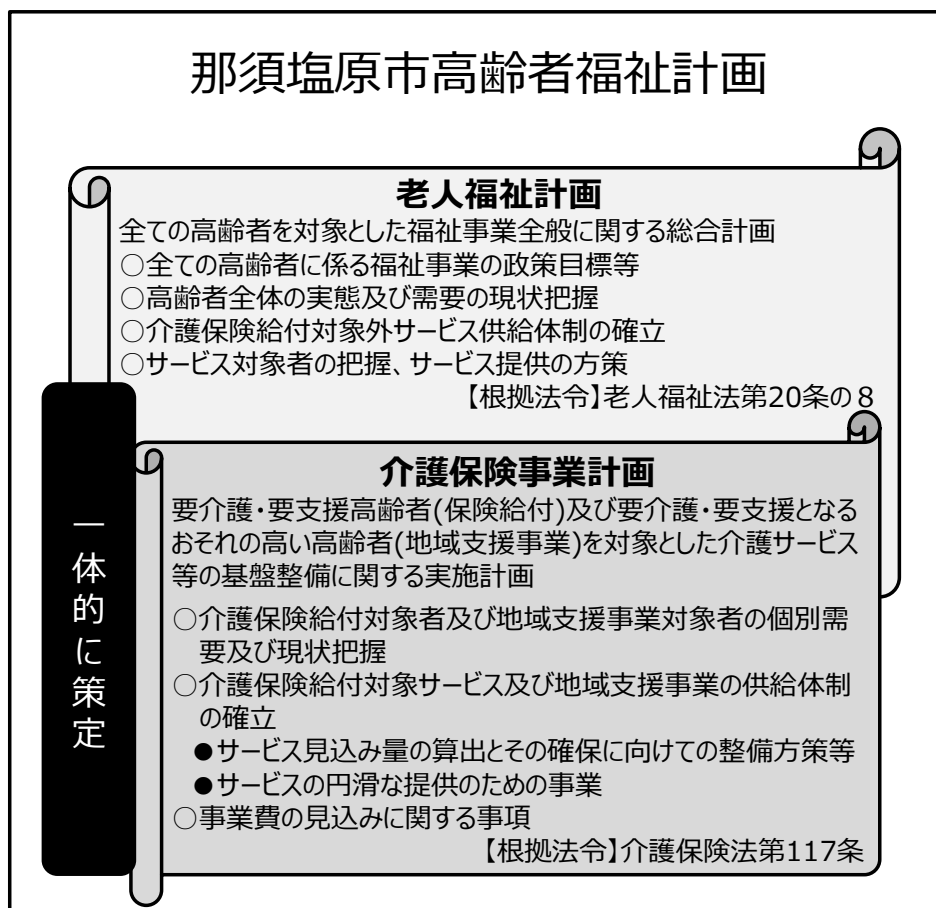 那須塩原市高齢者福祉計画
老人福祉計画
全ての高齢者を対象とした福祉事業全般に関する総合計画
○全ての高齢者に係る福祉事業の政策目標等
○高齢者全体の実態及び需要の現状把握
○介護保険給付対象外サービス供給体制の確立
○サービス対象者の把握、サービス提供の方策
【根拠法令】老人福祉法第20条の８
一体的に策定
介護保険事業計画
要介護・要支援高齢者(保険給付)及び要介護・要支援となる
おそれの高い高齢者(地域支援事業)を対象とした介護サービス
等の基盤整備に関する実施計画
○介護保険給付対象者及び地域支援事業対象者の個別需
要及び現状把握
○介護保険給付対象サービス及び地域支援事業の供給体制
の確立
●サービス見込み量の算出とその確保に向けての整備方策等
●サービスの円滑な提供のための事業
○事業費の見込みに関する事項
【根拠法令】介護保険法第117条